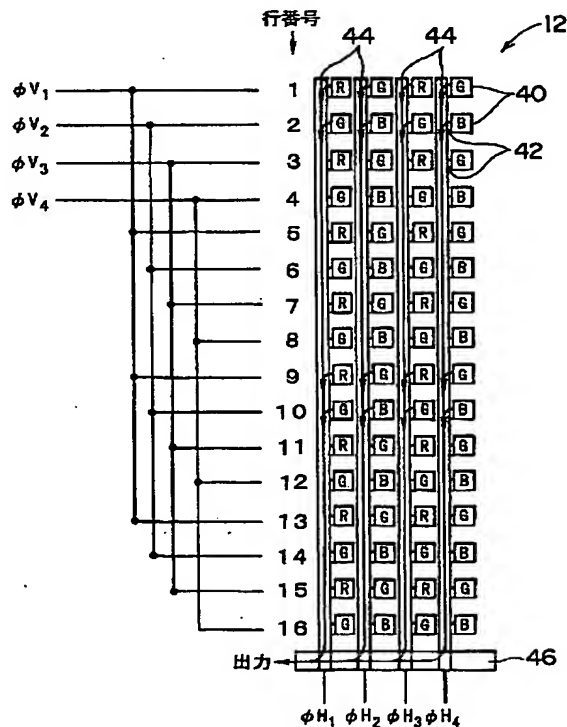 行番号
44 44 12
φV₁ 1 R G R G 40
φV₂ 2 G B G B
φV₃ 3 R G R G 42
φV₄ 4 G B G B
5 R G R G
6 G B G B
7 R G R G
8 G B G B
9 R G R G
10 G B G B
11 R G R G
12 G B G B
13 R G R G
14 G B G B
15 R G R G
16 G B G B
出力 46
φH₁ φH₂ φH₃ φH₄